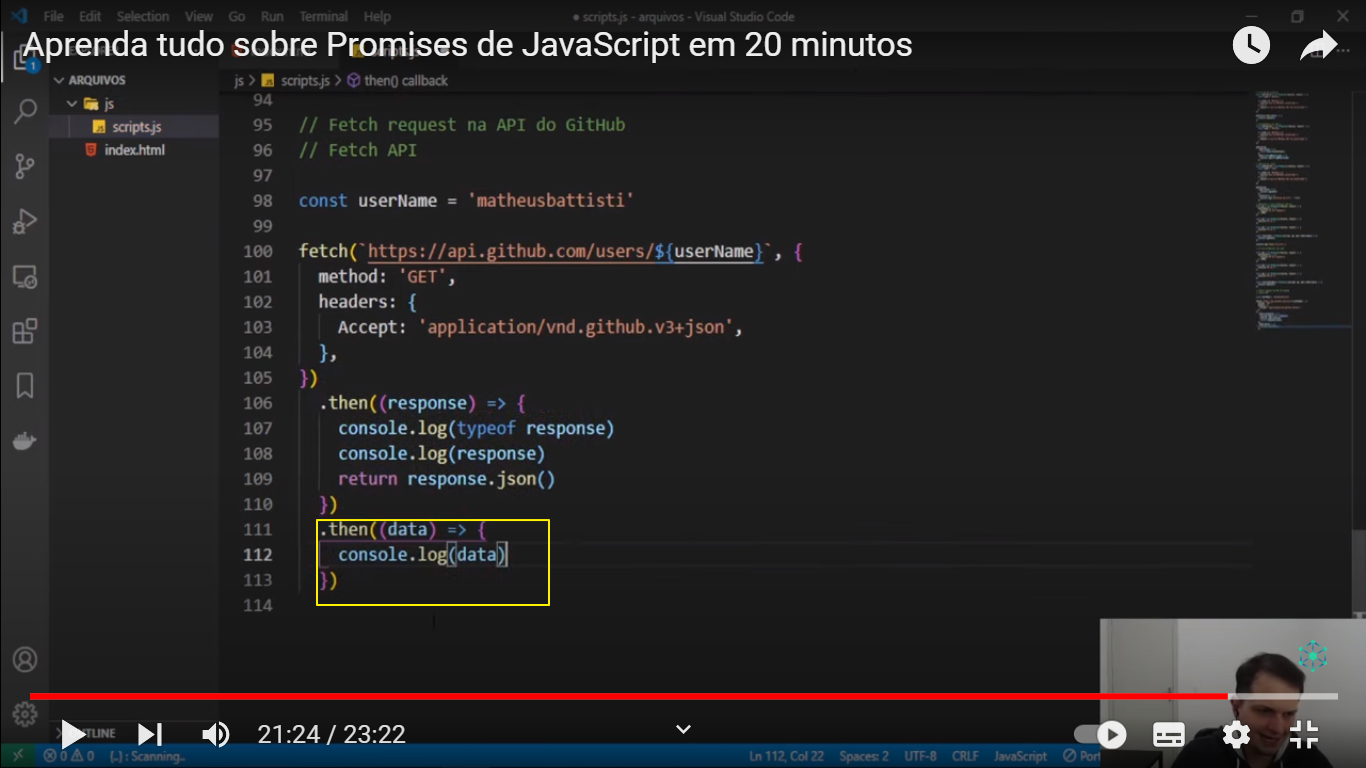 File Edit Selection View Go Run Terminal Help
● scripts.js - arquivos - Visual Studio Code
Aprenda tudo sobre Promises de JavaScript em 20 minutos
1
ARQUIVOS
js
scripts.js
index.html
js > scripts.js > then() callback
94
95 // Fetch request na API do GitHub
96 // Fetch API
97
98 const userName = 'matheusbattisti'
99
100 fetch(`https://api.github.com/users/${userName}`, {
101 method: 'GET',
102 headers: {
103 Accept: 'application/vnd.github.v3+json',
104 },
105 })
106 .then((response) => {
107 console.log(typeof response)
108 console.log(response)
109 return response.json()
110 })
111 .then((data) => {
112 console.log(data)
113 })
114
21:24 / 23:22
0 0 {..} : Scanning..
Ln 112, Col 22 Spaces: 2 UTF-8 CRLF JavaScript